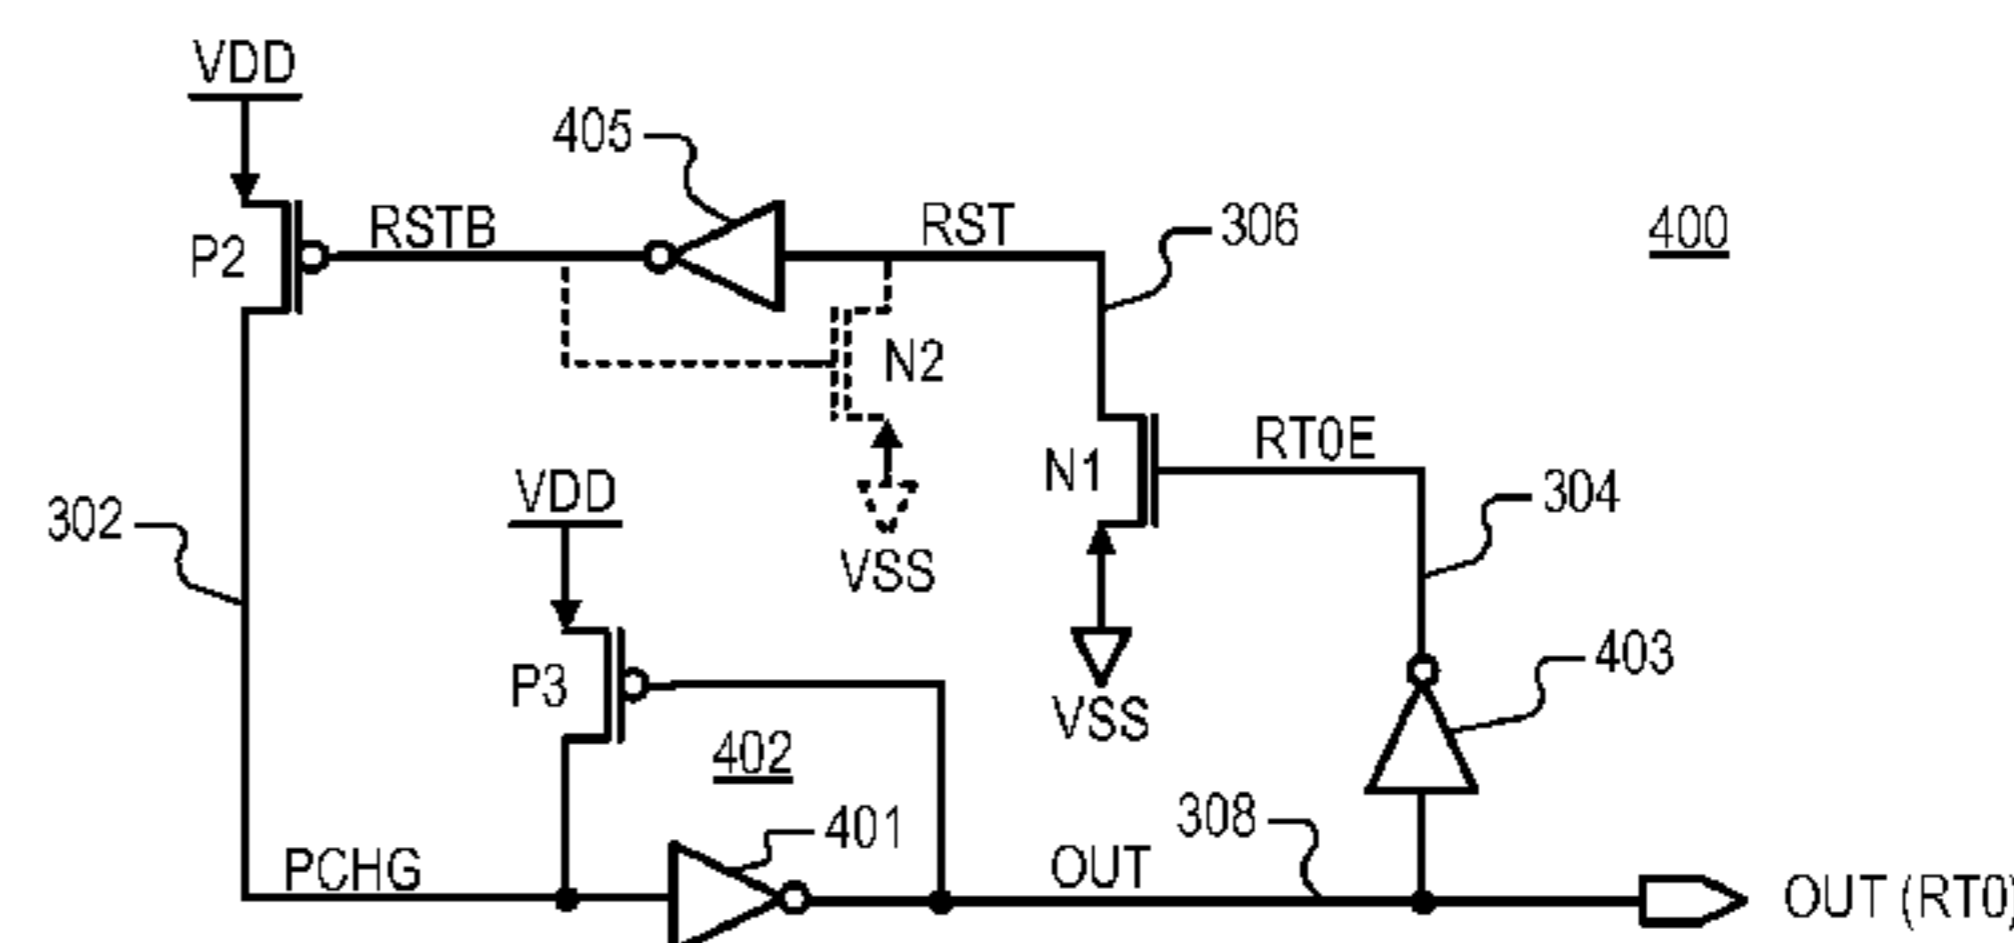 VDD
405
RSTB
RST
306
400
P2
N2
RT0E
N1
VDD
304
302
VSS
403
P3
VSS
402
401
308
PCHG
OUT
OUT (RT0)